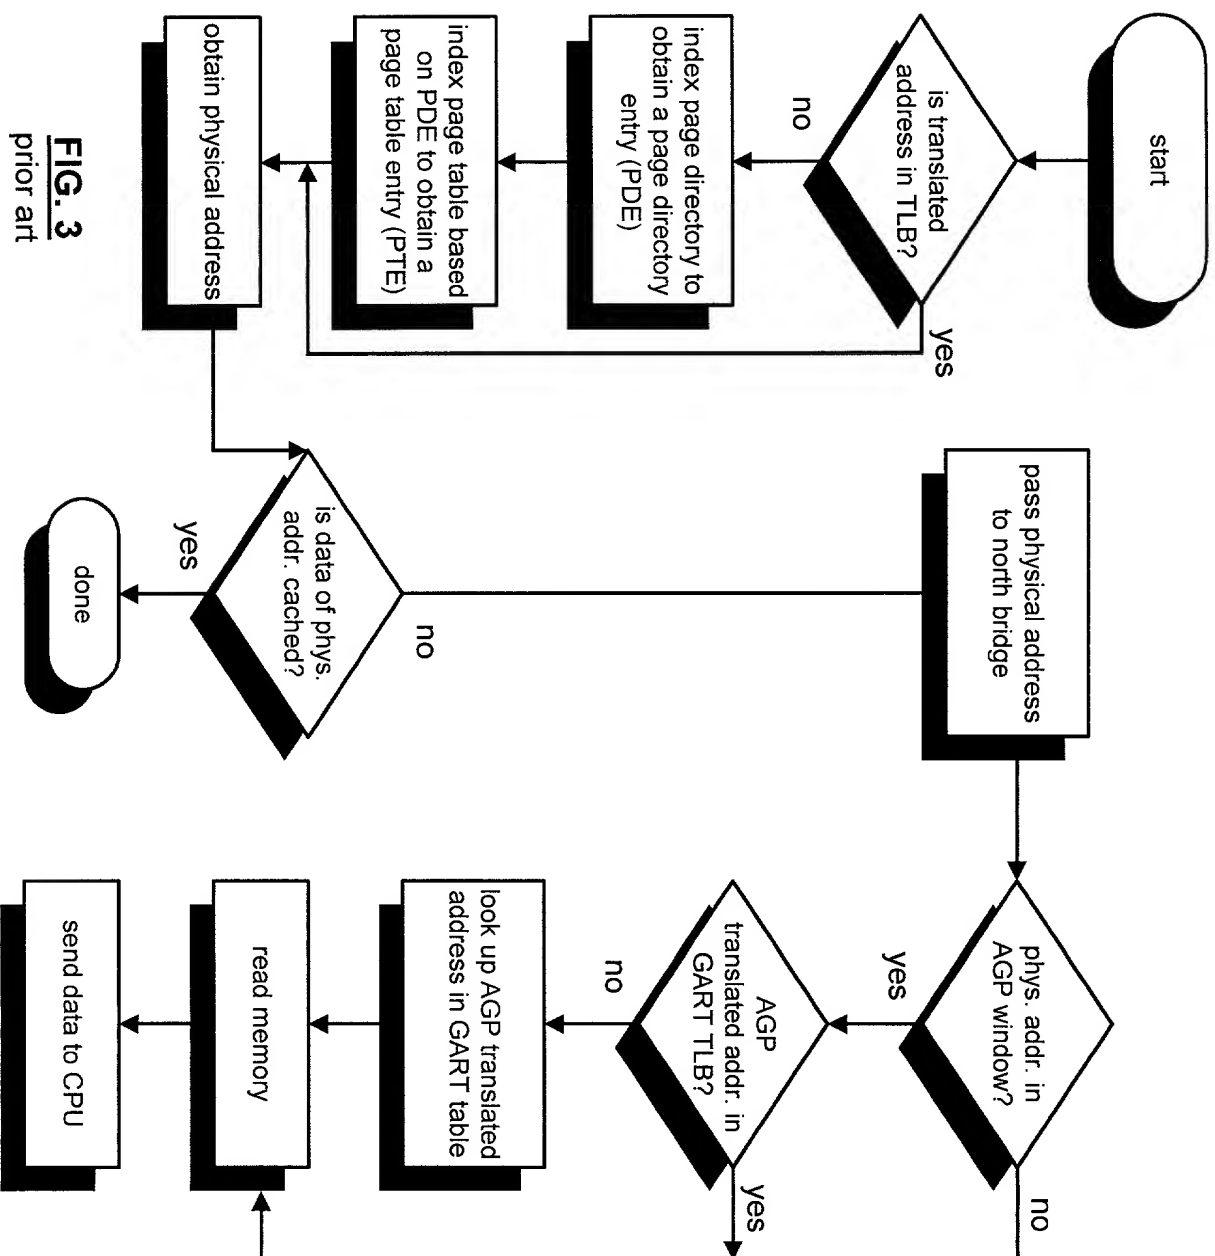 start
is translated
address in TLB?
no
yes
index page directory to
obtain a page directory
entry (PDE)
index page table based
on PDE to obtain a
page table entry (PTE)
obtain physical address
FIG. 3
prior art
pass physical address
to north bridge
is data of phys.
addr. cached?
no
yes
done
phys. addr. in
AGP window?
no
yes
AGP
translated addr. in
GART TLB?
yes
no
look up AGP translated
address in GART table
read memory
send data to CPU